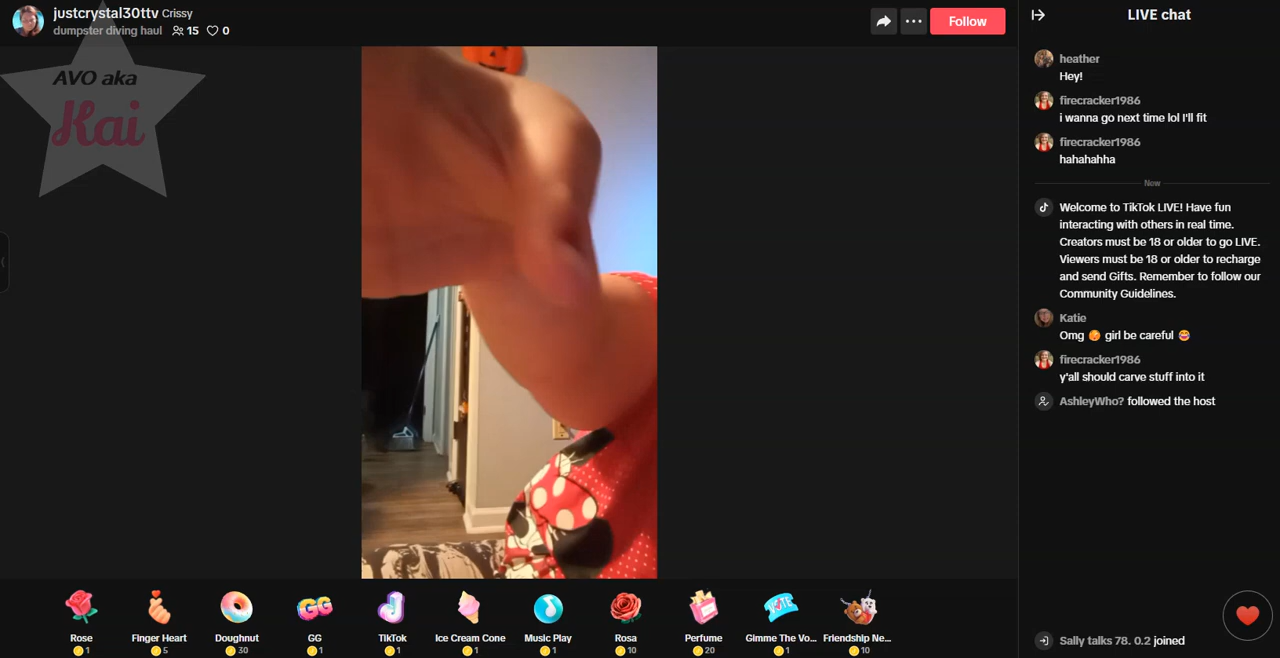 justcrystal30ttv Crissy
dumpster diving haul 15 0
Follow
LIVE chat
AVO aka
Kai
heather
Hey!
firecracker1986
i wanna go next time lol I'll fit
firecracker1986
hahahahha
New
Welcome to TikTok LIVE! Have fun
interacting with others in real time.
Creators must be 18 or older to go LIVE.
Viewers must be 18 or older to recharge
and send Gifts. Remember to follow our
Community Guidelines.
Katie
Omg 🤭 girl be careful 😂
firecracker1986
y'all should carve stuff into it
AshleyWho? followed the host
Sally talks 78. 0.2 joined
GG
VOTE
Rose
Finger Heart
Doughnut
GG
TikTok
Ice Cream Cone
Music Play
Rosa
Perfume
Gimme The Vo...
Friendship Ne...
1
5
30
1
1
1
1
10
20
1
10